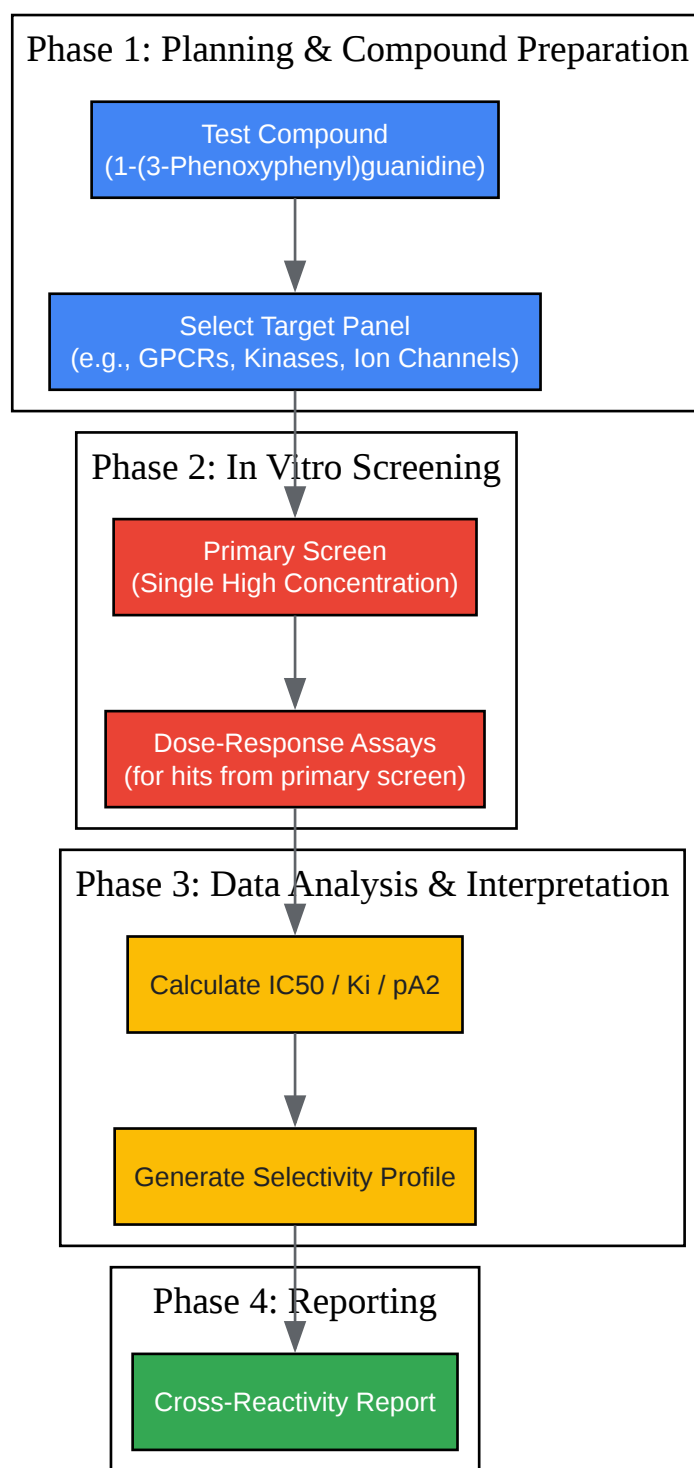 Phase 1: Planning & Compound Preparation
Test Compound
(1-(3-Phenoxyphenyl)guanidine)
Select Target Panel
(e.g., GPCRs, Kinases, Ion Channels)
Phase 2: In Vitro Screening
Primary Screen
(Single High Concentration)
Dose-Response Assays
(for hits from primary screen)
Phase 3: Data Analysis & Interpretation
Calculate IC50 / Ki / pA2
Generate Selectivity Profile
Phase 4: Reporting
Cross-Reactivity Report